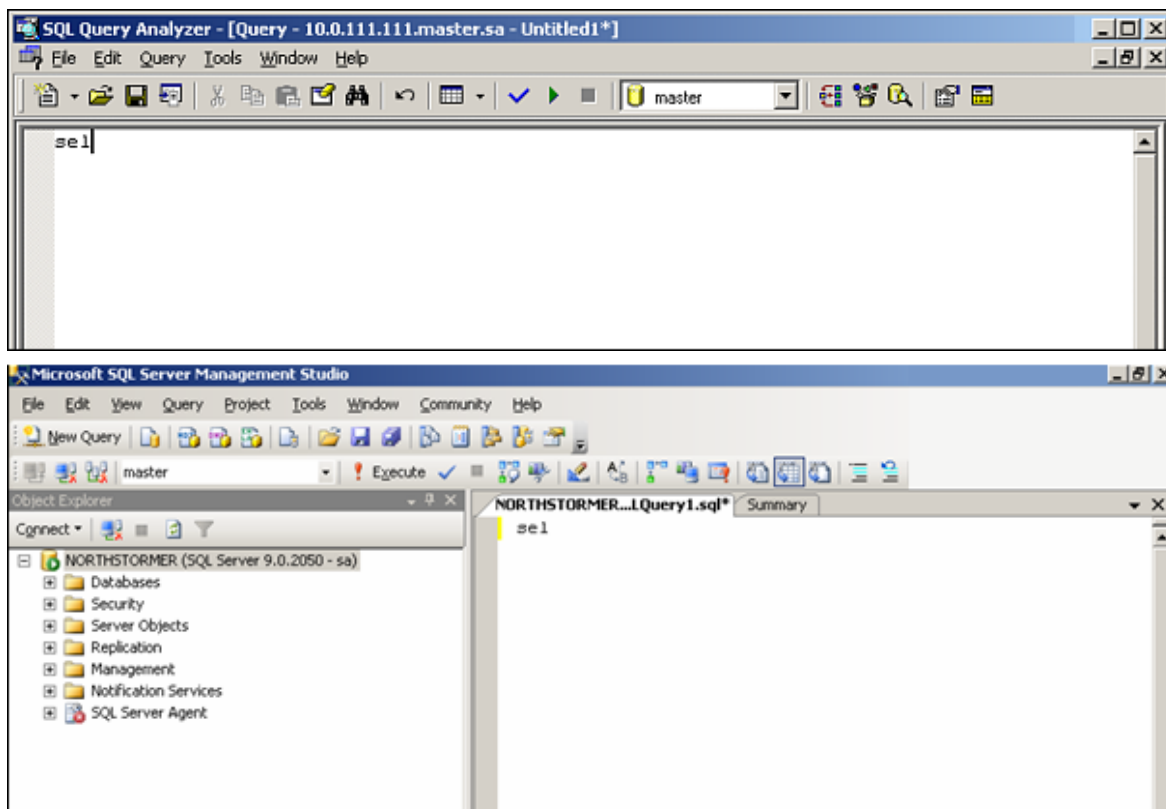 SQL Query Analyzer - [Query - 10.0.111.111.master.sa - Untitled1*]
File Edit Query Tools Window Help
master
sel
Microsoft SQL Server Management Studio
File Edit View Query Project Tools Window Community Help
New Query
master Execute
Object Explorer
NORTHSTORMER...LQuery1.sql* Summary
Connect
sel
NORTHSTORMER (SQL Server 9.0.2050 - sa)
Databases
Security
Server Objects
Replication
Management
Notification Services
SQL Server Agent